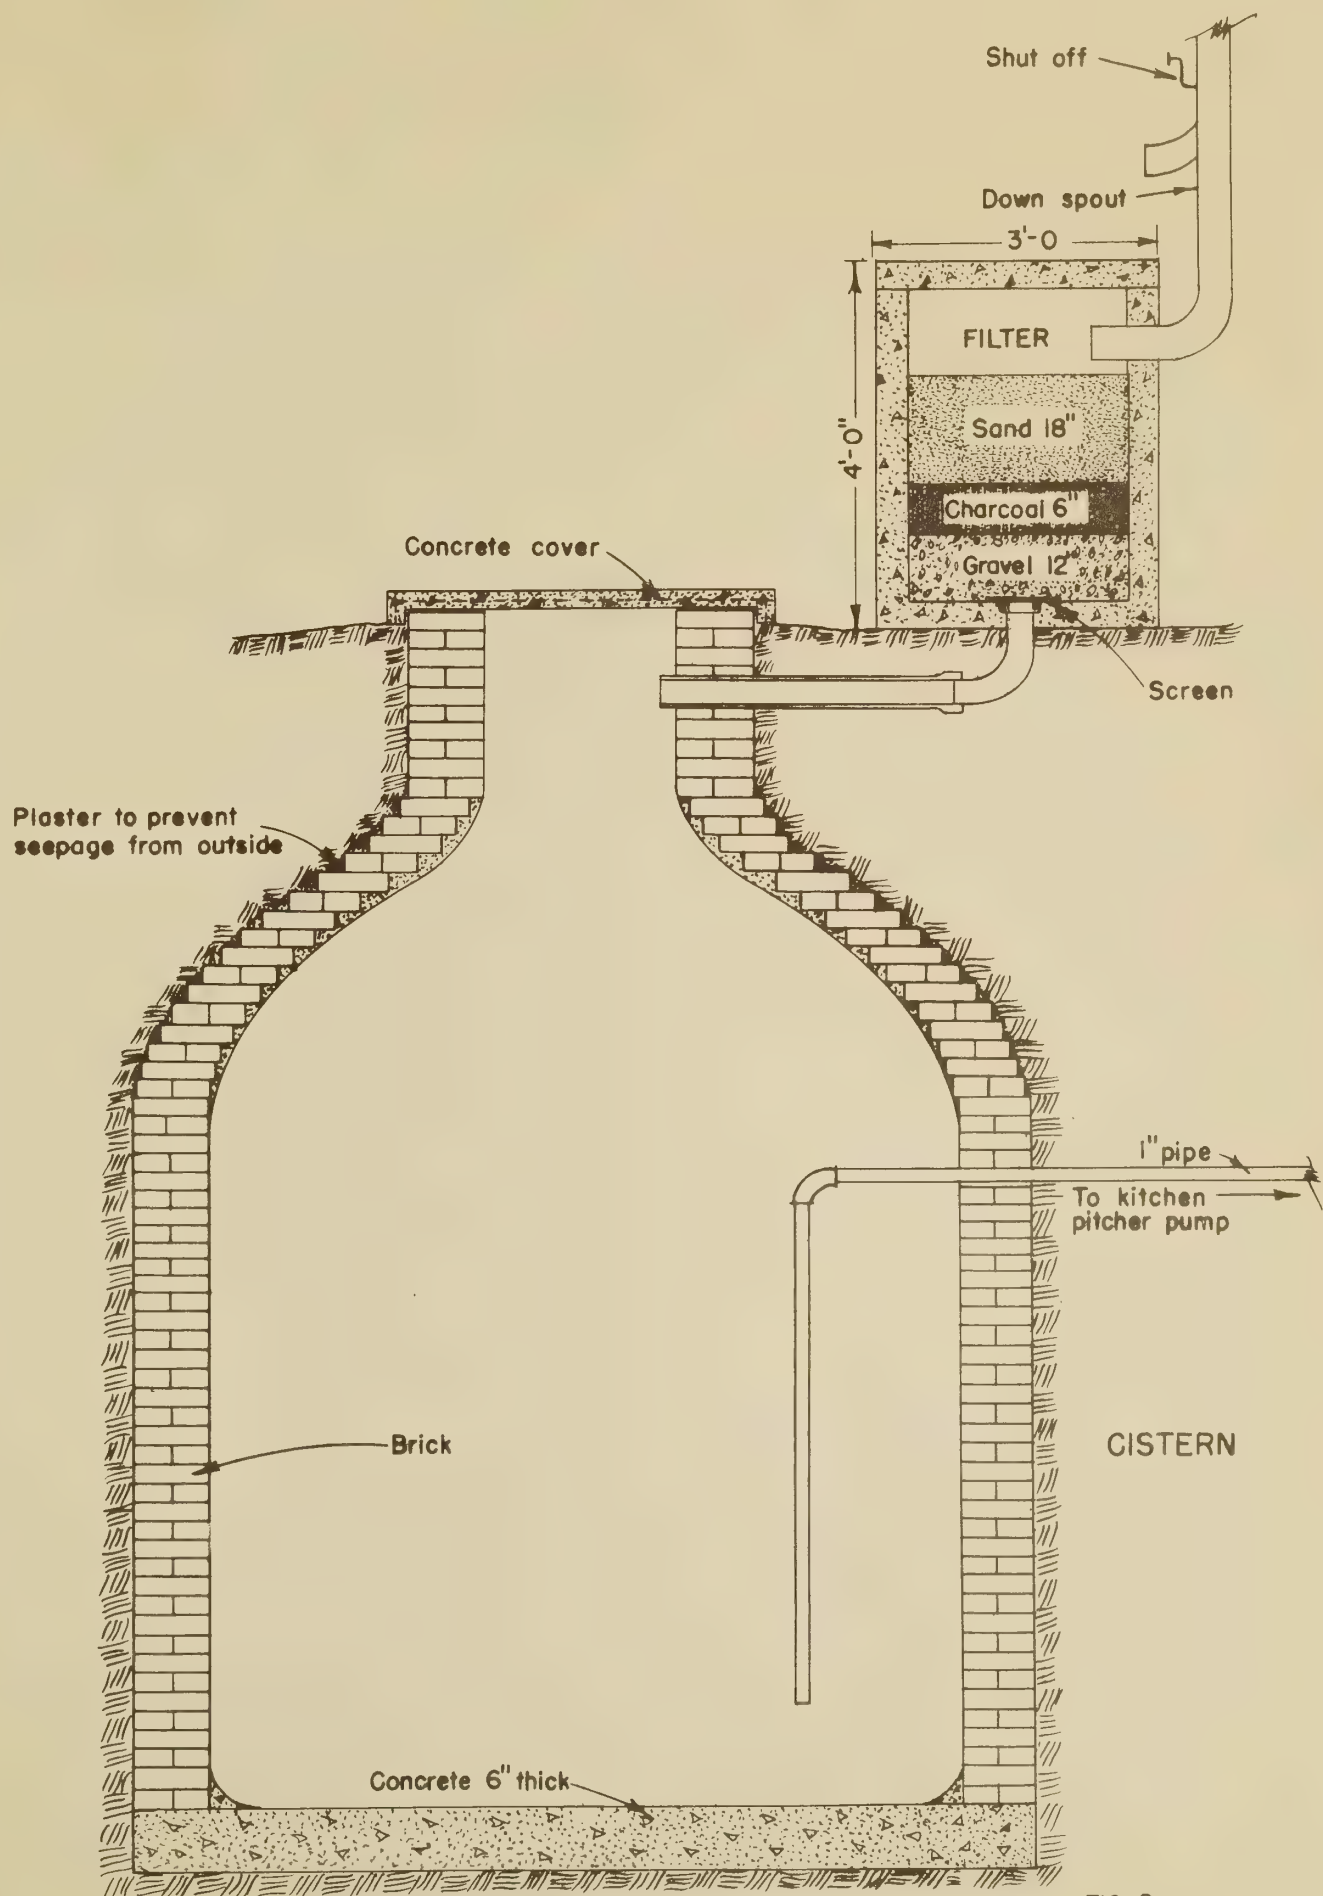 Shut off
Down spout
3'-0
4'-0"
FILTER
Sand 18"
Charcoal 6"
Gravel 12"
Concrete cover
Screen
Plaster to prevent
seepage from outside
1" pipe
To kitchen
pitcher pump
Brick
CISTERN
Concrete 6" thick